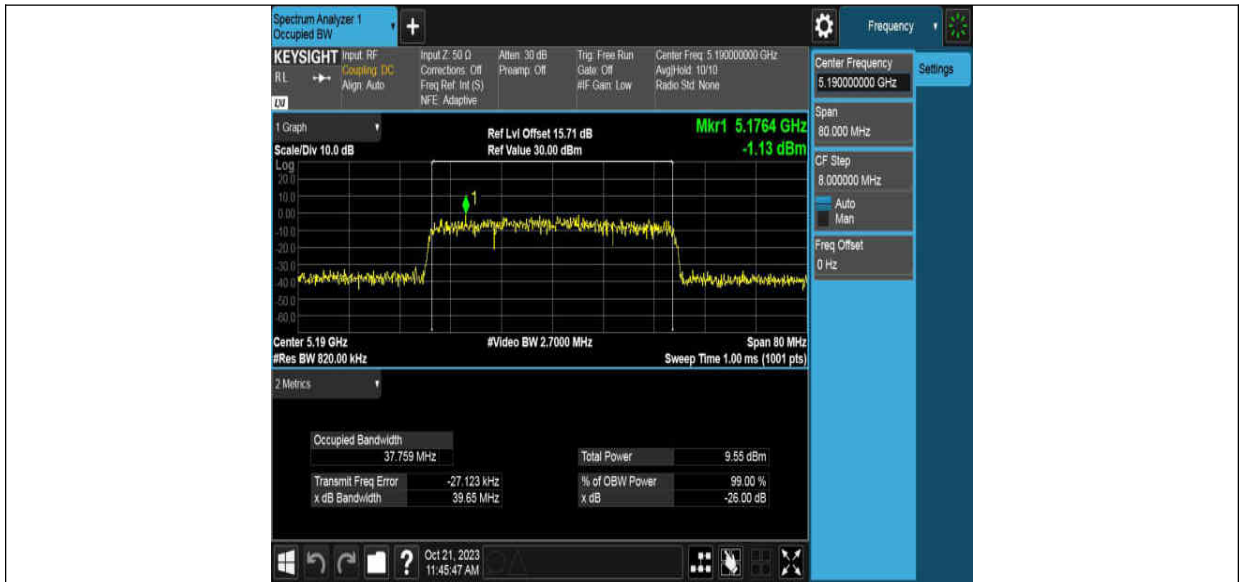 Spectrum Analyzer 1
Occupied BW
+
Frequency
KEYSIGHT
RL
LXI
Input: RF
Coupling: DC
Align: Auto
Input Z: 50 Ω
Corrections: Off
Freq Ref: Int (S)
NFE: Adaptive
Atten: 30 dB
Preamp: Off
Trig: Free Run
Gate: Off
#IF Gain: Low
Center Freq: 5.190000000 GHz
Avg|Hold: 10/10
Radio Std: None
Center Frequency
5.190000000 GHz
Settings
Span
80.000 MHz
CF Step
8.000000 MHz
Auto
Man
Freq Offset
0 Hz
1 Graph
Scale/Div 10.0 dB
Ref Lvl Offset 15.71 dB
Ref Value 30.00 dBm
Mkr1 5.1764 GHz
-1.13 dBm
Log
20.0
10.0
0.00
-10.0
-20.0
-30.0
-40.0
-50.0
-60.0
1
Center 5.19 GHz
#Res BW 820.00 kHz
#Video BW 2.7000 MHz
Span 80 MHz
Sweep Time 1.00 ms (1001 pts)
2 Metrics
Occupied Bandwidth
37.759 MHz
Total Power 9.55 dBm
Transmit Freq Error -27.123 kHz
% of OBW Power 99.00 %
x dB Bandwidth 39.65 MHz
x dB -26.00 dB
?
Oct 21, 2023
11:45:47 AM